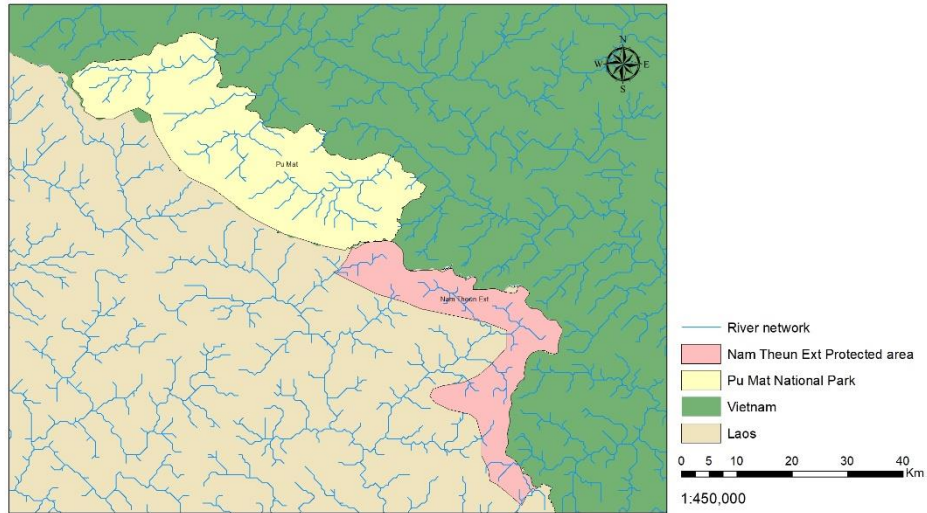 N
W E
S
Pu Mat
Nam Theun Ext
River network
Nam Theun Ext Protected area
Pu Mat National Park
Vietnam
Laos
0 5 10 20 30 40
Km
1:450,000